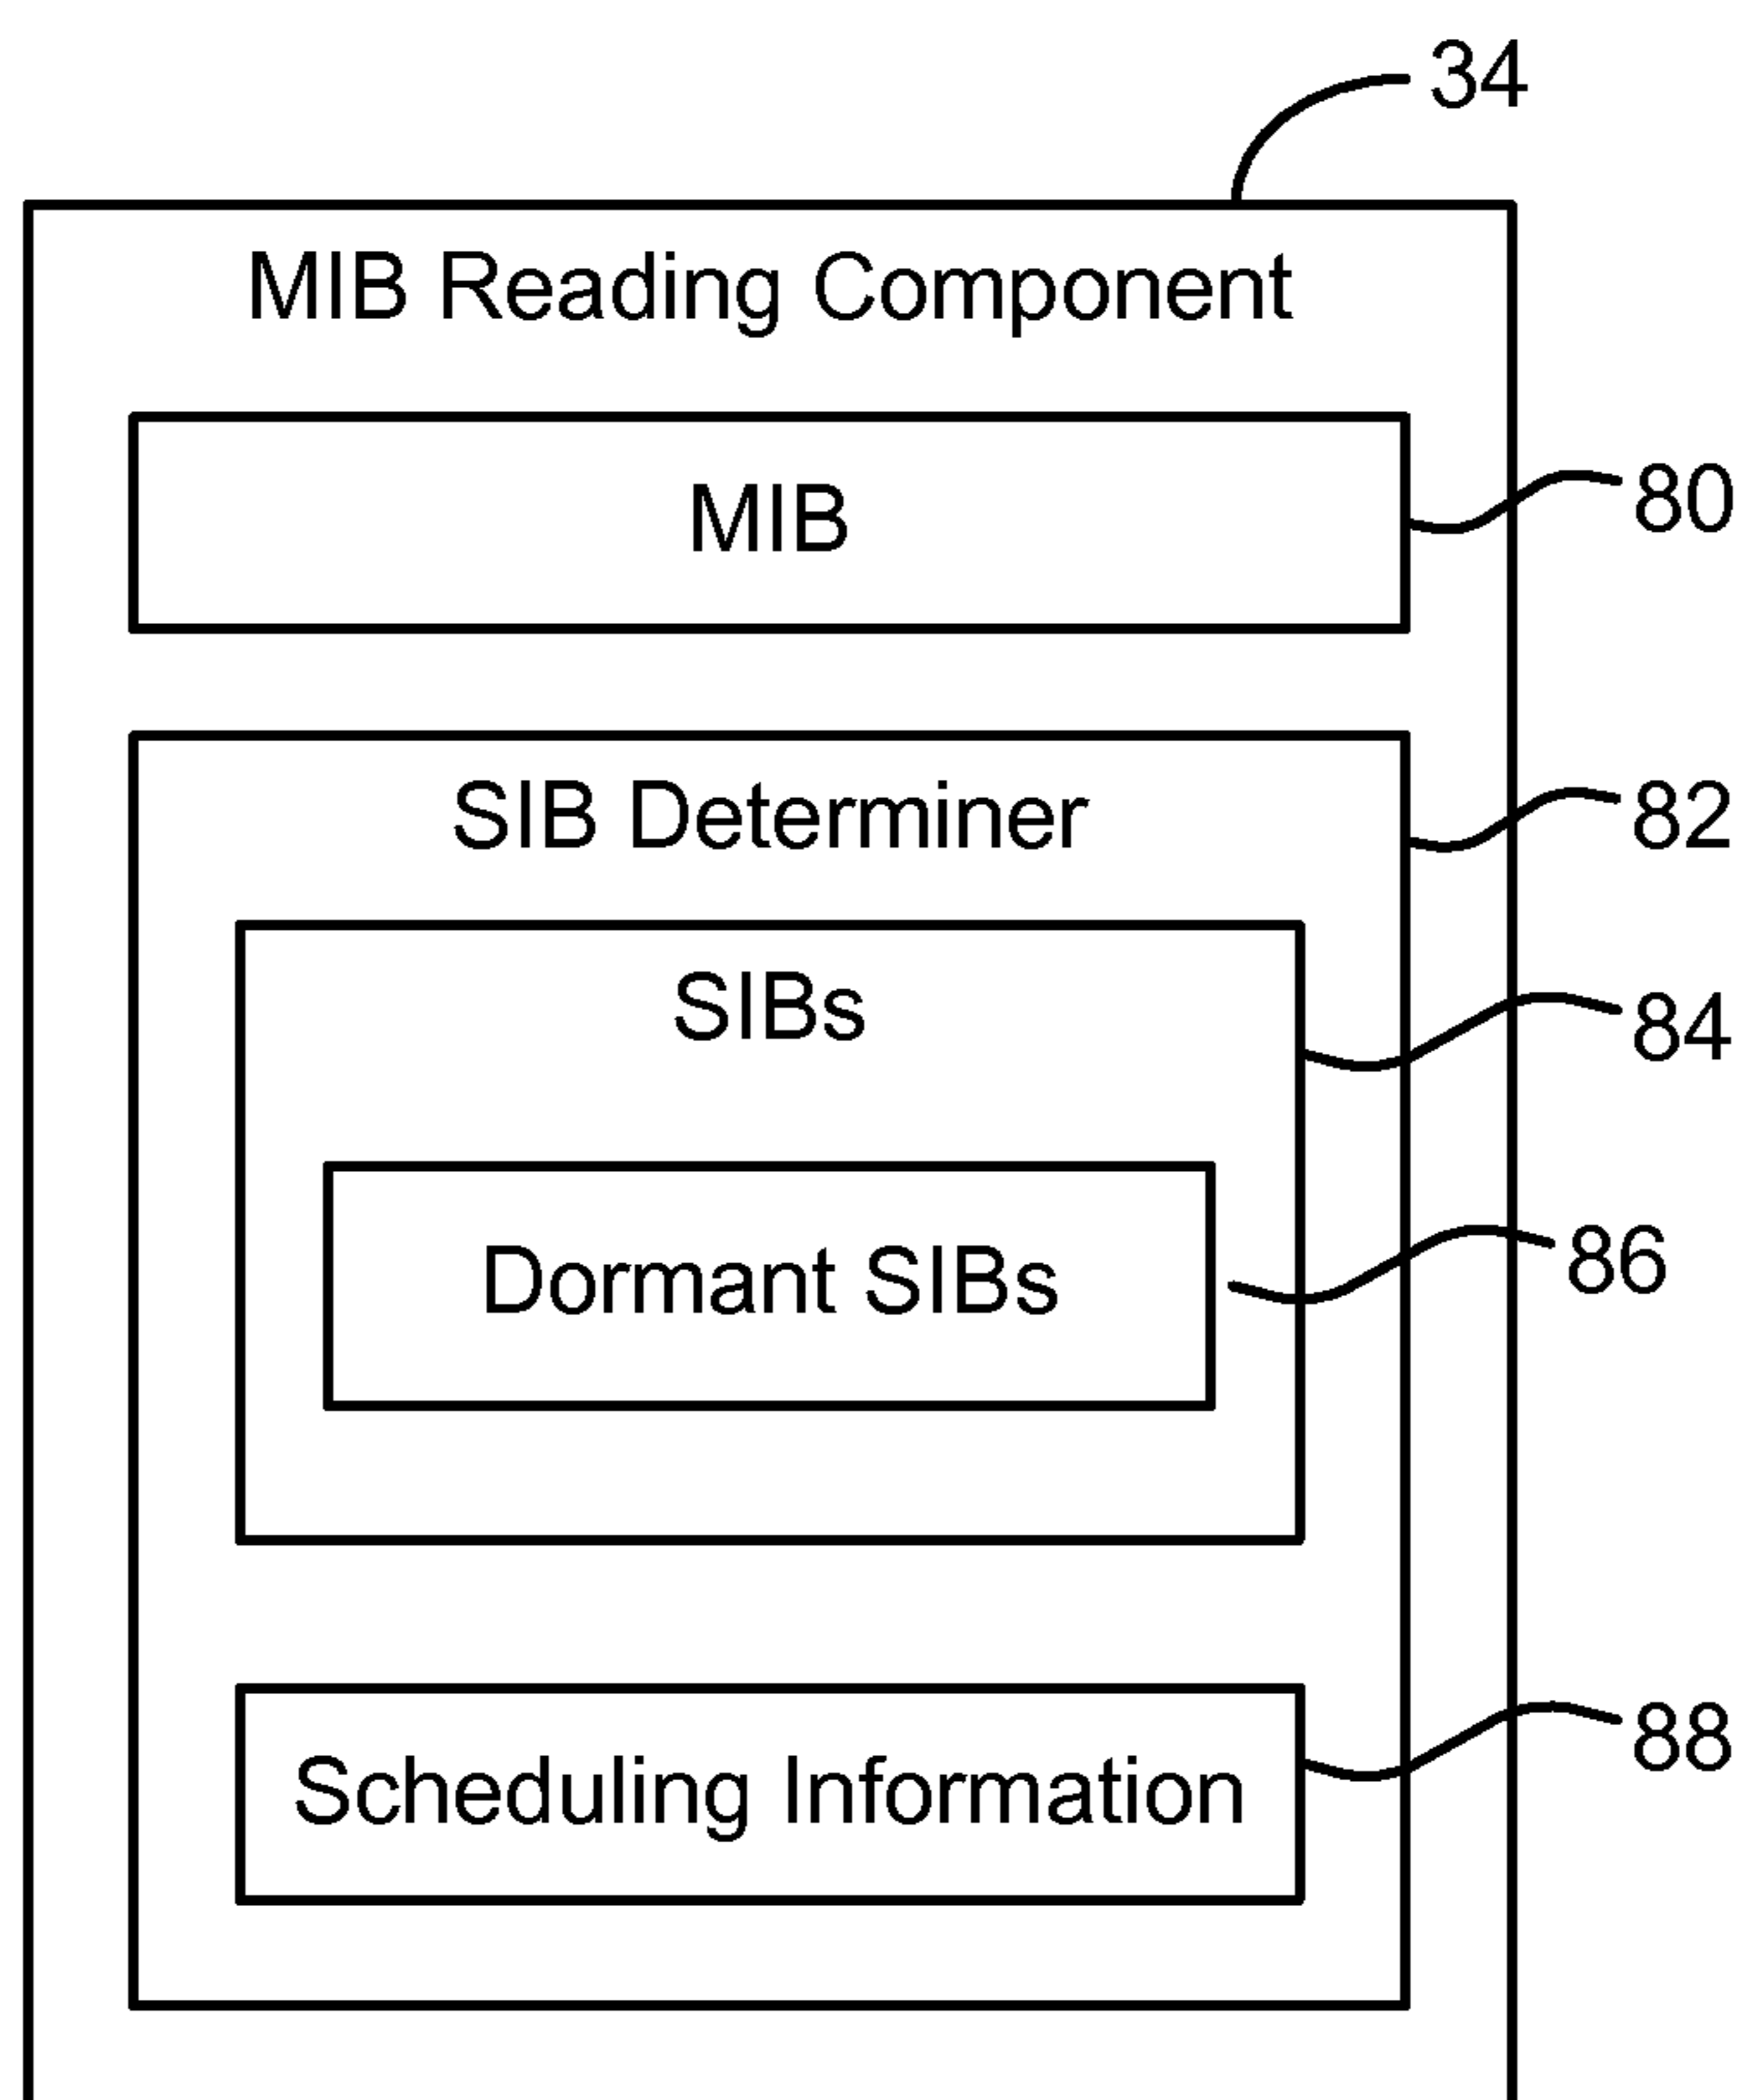 34
MIB Reading Component
MIB
80
SIB Determiner
82
SIBs
84
Dormant SIBs
86
Scheduling Information
88